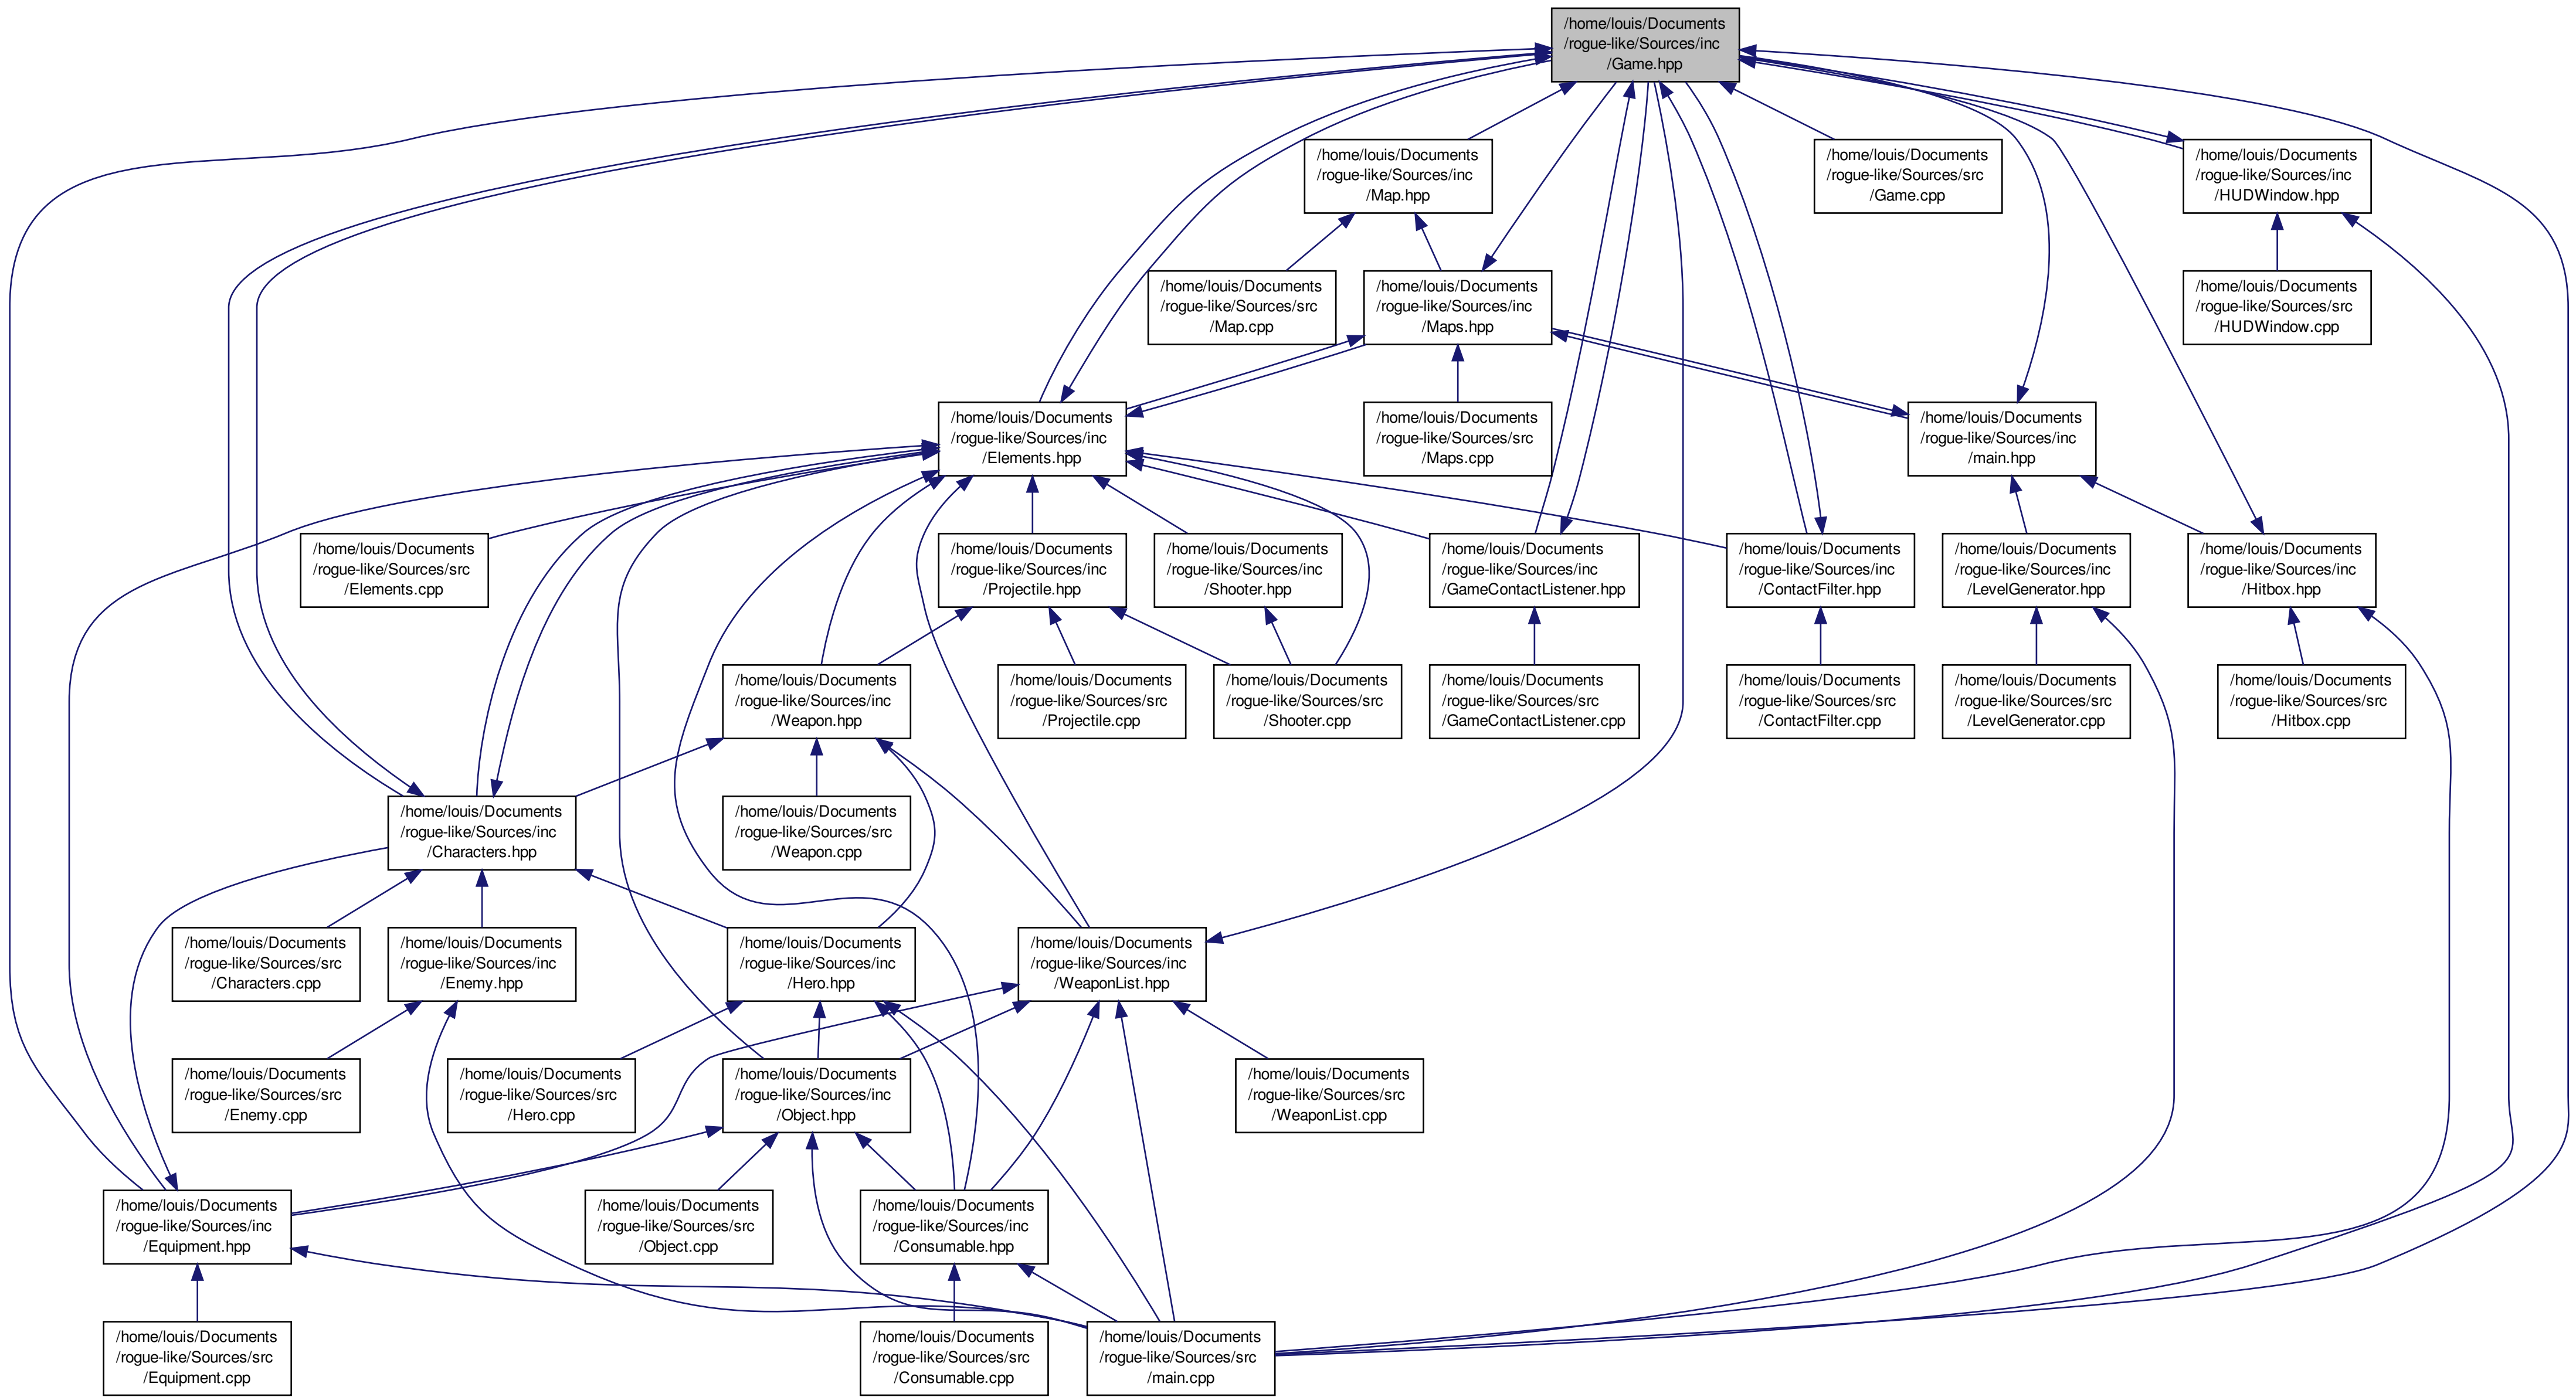 /home/louis/Documents
/rogue-like/Sources/inc
/Game.hpp
/home/louis/Documents
/rogue-like/Sources/inc
/Map.hpp
/home/louis/Documents
/rogue-like/Sources/src
/Game.cpp
/home/louis/Documents
/rogue-like/Sources/inc
/HUDWindow.hpp
/home/louis/Documents
/rogue-like/Sources/src
/Map.cpp
/home/louis/Documents
/rogue-like/Sources/inc
/Maps.hpp
/home/louis/Documents
/rogue-like/Sources/src
/HUDWindow.cpp
/home/louis/Documents
/rogue-like/Sources/inc
/Elements.hpp
/home/louis/Documents
/rogue-like/Sources/src
/Maps.cpp
/home/louis/Documents
/rogue-like/Sources/inc
/main.hpp
/home/louis/Documents
/rogue-like/Sources/src
/Elements.cpp
/home/louis/Documents
/rogue-like/Sources/inc
/Projectile.hpp
/home/louis/Documents
/rogue-like/Sources/inc
/Shooter.hpp
/home/louis/Documents
/rogue-like/Sources/inc
/GameContactListener.hpp
/home/louis/Documents
/rogue-like/Sources/inc
/ContactFilter.hpp
/home/louis/Documents
/rogue-like/Sources/inc
/LevelGenerator.hpp
/home/louis/Documents
/rogue-like/Sources/inc
/Hitbox.hpp
/home/louis/Documents
/rogue-like/Sources/inc
/Weapon.hpp
/home/louis/Documents
/rogue-like/Sources/src
/Projectile.cpp
/home/louis/Documents
/rogue-like/Sources/src
/Shooter.cpp
/home/louis/Documents
/rogue-like/Sources/src
/GameContactListener.cpp
/home/louis/Documents
/rogue-like/Sources/src
/ContactFilter.cpp
/home/louis/Documents
/rogue-like/Sources/src
/LevelGenerator.cpp
/home/louis/Documents
/rogue-like/Sources/src
/Hitbox.cpp
/home/louis/Documents
/rogue-like/Sources/inc
/Characters.hpp
/home/louis/Documents
/rogue-like/Sources/src
/Weapon.cpp
/home/louis/Documents
/rogue-like/Sources/src
/Characters.cpp
/home/louis/Documents
/rogue-like/Sources/inc
/Enemy.hpp
/home/louis/Documents
/rogue-like/Sources/inc
/Hero.hpp
/home/louis/Documents
/rogue-like/Sources/inc
/WeaponList.hpp
/home/louis/Documents
/rogue-like/Sources/src
/Enemy.cpp
/home/louis/Documents
/rogue-like/Sources/src
/Hero.cpp
/home/louis/Documents
/rogue-like/Sources/inc
/Object.hpp
/home/louis/Documents
/rogue-like/Sources/src
/WeaponList.cpp
/home/louis/Documents
/rogue-like/Sources/inc
/Equipment.hpp
/home/louis/Documents
/rogue-like/Sources/src
/Object.cpp
/home/louis/Documents
/rogue-like/Sources/inc
/Consumable.hpp
/home/louis/Documents
/rogue-like/Sources/src
/Equipment.cpp
/home/louis/Documents
/rogue-like/Sources/src
/Consumable.cpp
/home/louis/Documents
/rogue-like/Sources/src
/main.cpp